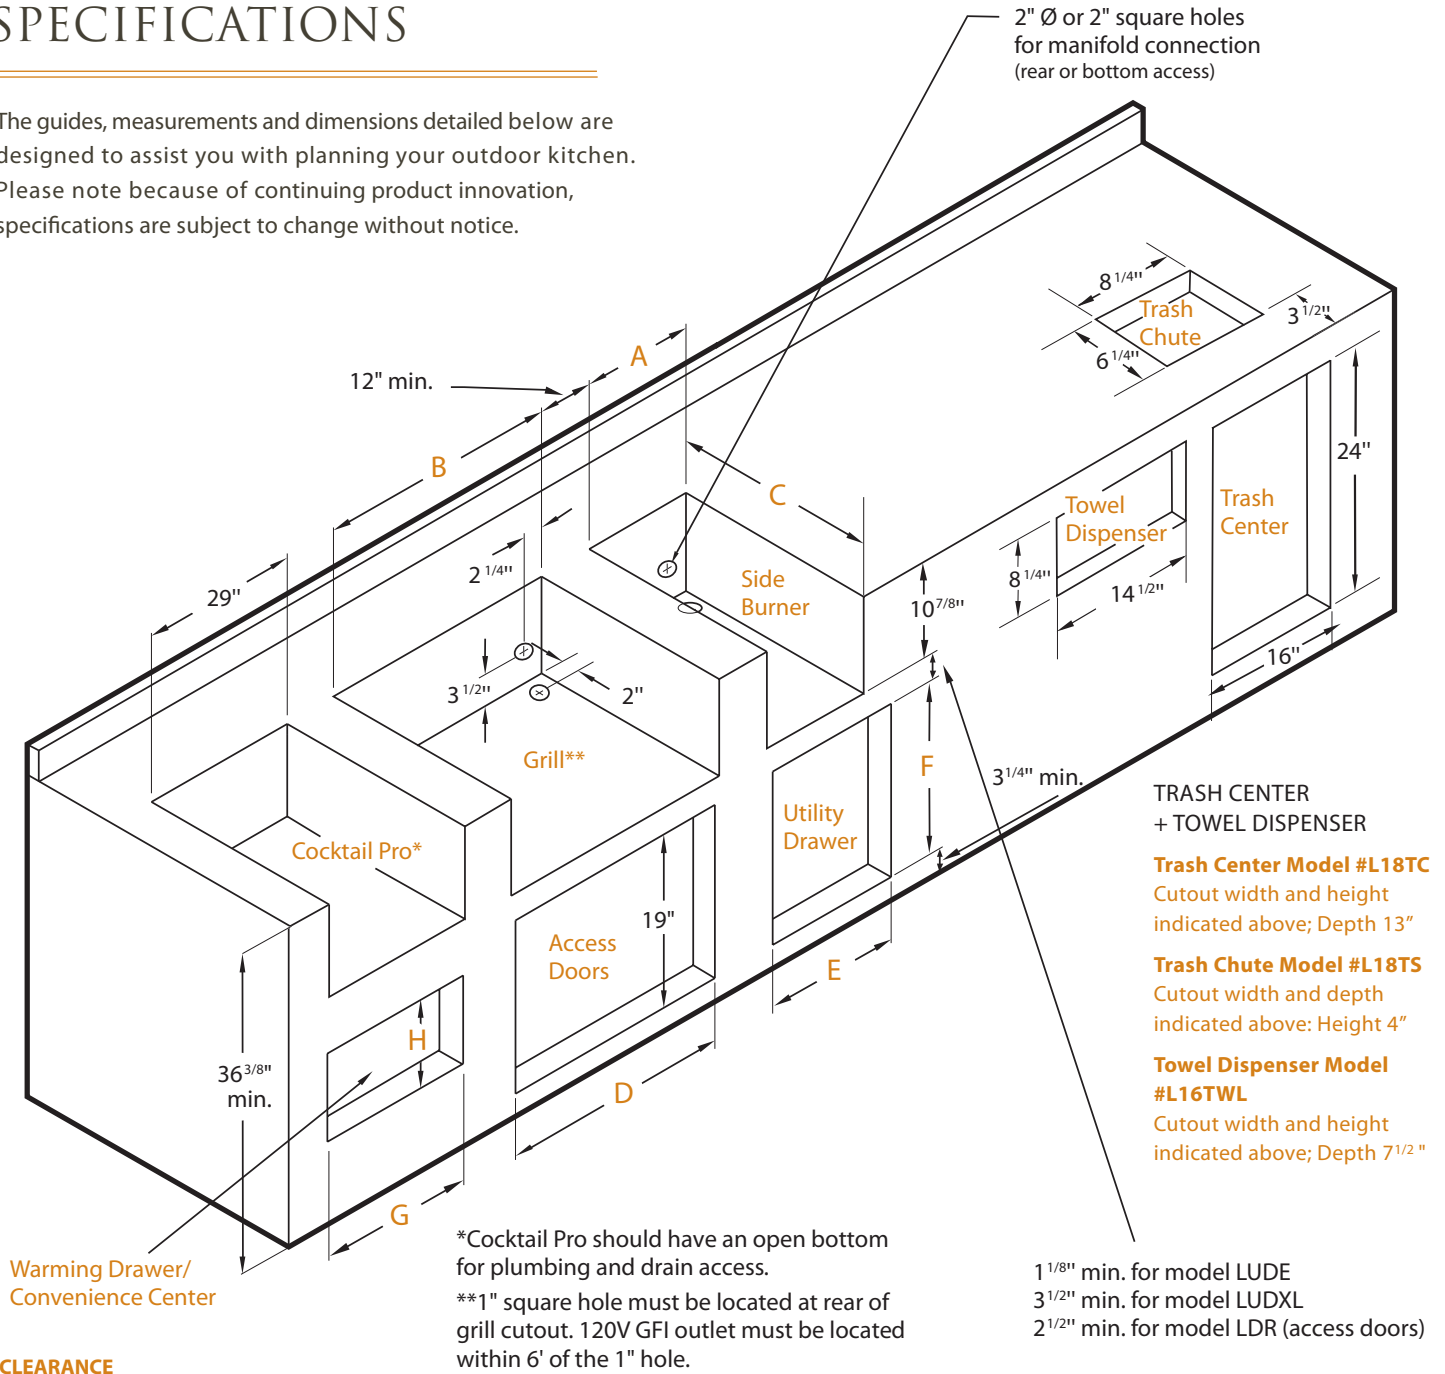 SPECIFICATIONS
The guides, measurements and dimensions detailed below are
designed to assist you with planning your outdoor kitchen.
Please note because of continuing product innovation,
specifications are subject to change without notice.
2" Ø or 2" square holes
for manifold connection
(rear or bottom access)
8 1/4"
Trash
Chute
3 1/2"
6 1/4"
A
12" min.
B
C
24"
Towel
Dispenser
Trash
Center
2 1/4"
Side
Burner
8 1/4"
14 1/2"
29"
10 7/8"
16"
3 1/2"
2"
Grill**
F
3 1/4" min.
Utility
Drawer
Cocktail Pro*
19"
Access
Doors
E
H
36 3/8"
min.
D
G
TRASH CENTER
+ TOWEL DISPENSER
Trash Center Model #L18TC
Cutout width and height
indicated above; Depth 13”
Trash Chute Model #L18TS
Cutout width and depth
indicated above: Height 4”
Towel Dispenser Model
#L16TWL
Cutout width and height
indicated above; Depth 7 1/2 "
Warming Drawer/
Convenience Center
*Cocktail Pro should have an open bottom
for plumbing and drain access.
**1" square hole must be located at rear of
grill cutout. 120V GFI outlet must be located
within 6' of the 1" hole.
1 1/8" min. for model LUDE
3 1/2" min. for model LUDXL
2 1/2" min. for model LDR (access doors)
CLEARANCE